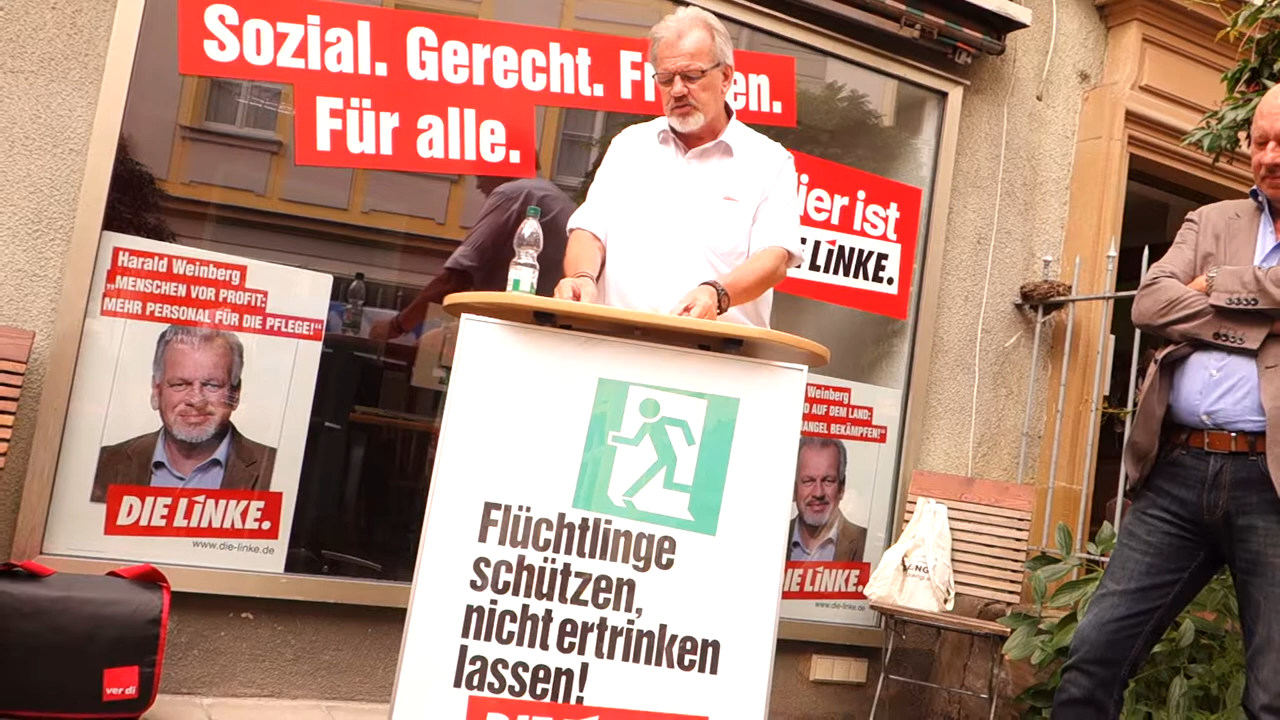 Sozial. Gerecht. Fr en.
Für alle.
ier ist
LINKE.
Harald Weinberg
„MENSCHEN VOR PROFIT:
MEHR PERSONAL FÜR DIE PFLEGE!“
DIE LINKE.
www.die-linke.de
Flüchtlinge
schützen,
nicht ertrinken
lassen!
DIE LINKE
Weinberg
D AUF DEM LAND:
ANGEL BEKÄMPFEN!“
DIE LINKE.
www.die-linke.de
ver di